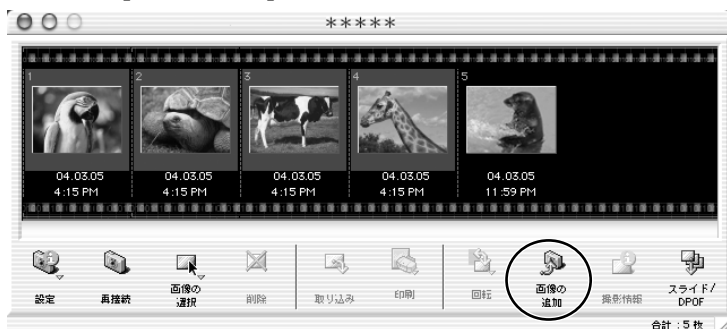 *****
1 2 3 4 5
04.03.05 04.03.05 04.03.05 04.03.05 04.03.05
4:15 PM 4:15 PM 4:15 PM 4:15 PM 11:59 PM
設定 再接続 画像の選択 削除 取り込み 印刷 回転 画像の追加 撮影情報 スライド/DPOF
合計:5 枚